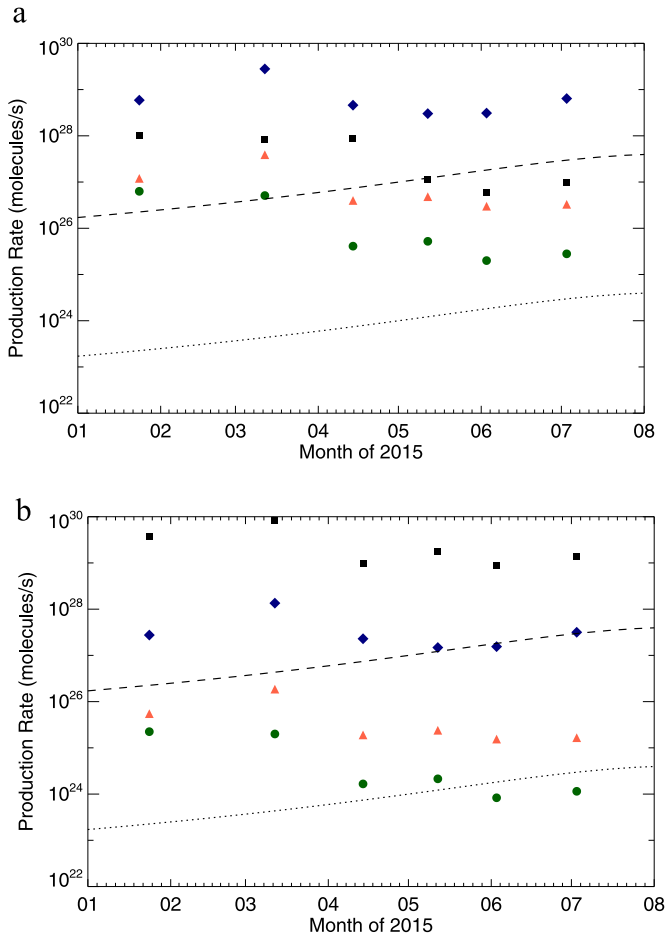 a
10^30
10^28
10^26
10^24
10^22
Production Rate (molecules/s)
01 02 03 04 05 06 07 08
Month of 2015
b
10^30
10^28
10^26
10^24
10^22
Production Rate (molecules/s)
01 02 03 04 05 06 07 08
Month of 2015